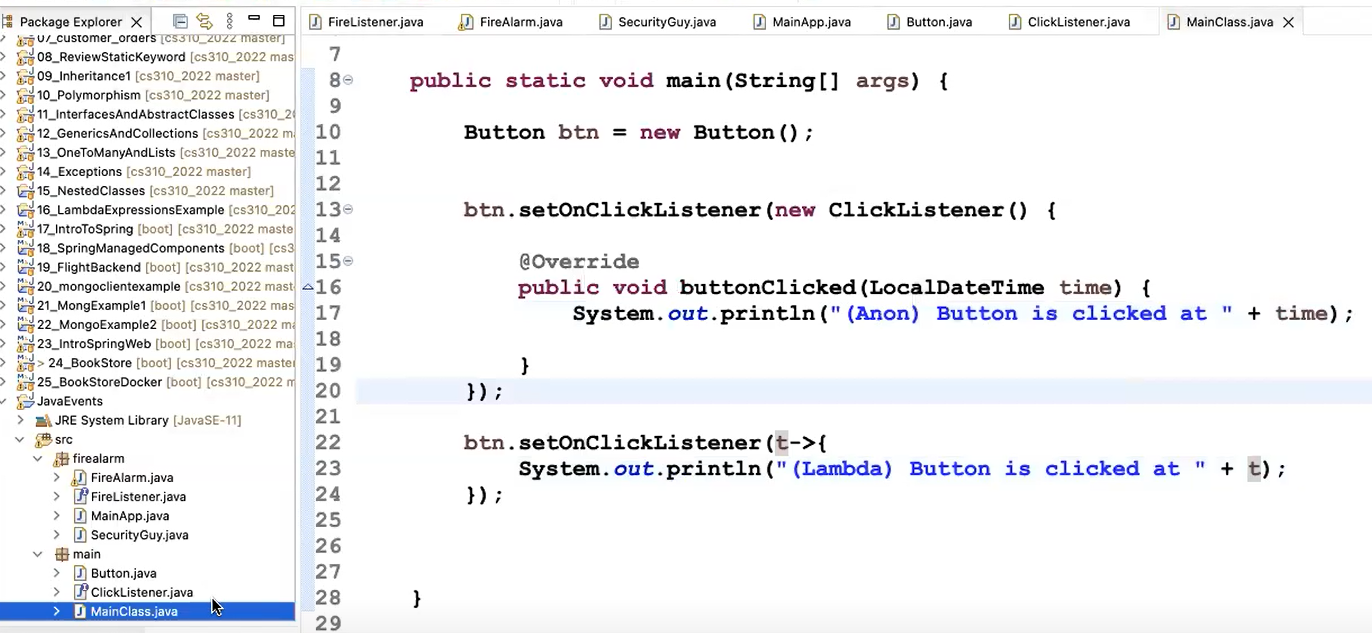 Package Explorer
FireListener.java
FireAlarm.java
SecurityGuy.java
MainApp.java
Button.java
ClickListener.java
MainClass.java
07_customer_orders [cs310_2022 master]
08_ReviewStaticKeyword [cs310_2022 mas
09_Inheritance1 [cs310_2022 master]
10_Polymorphism [cs310_2022 master]
11_InterfacesAndAbstractClasses [cs310_20
12_GenericsAndCollections [cs310_2022 m
13_OneToManyAndLists [cs310_2022 maste
14_Exceptions [cs310_2022 master]
15_NestedClasses [cs310_2022 master]
16_LambdaExpressionsExample [cs310_202
17_IntroToSpring [boot] [cs310_2022 maste
18_SpringManagedComponents [boot] [cs3
19_FlightBackend [boot] [cs310_2022 mast
20_mongoclientexample [cs310_2022 mast
21_MongExample1 [boot] [cs310_2022 mas
22_MongoExample2 [boot] [cs310_2022 ma
23_IntroSpringWeb [boot] [cs310_2022 mas
> 24_BookStore [boot] [cs310_2022 maste
25_BookStoreDocker [boot] [cs310_2022 m
JavaEvents
JRE System Library [JavaSE-11]
src
firealarm
FireAlarm.java
FireListener.java
MainApp.java
SecurityGuy.java
main
Button.java
ClickListener.java
MainClass.java
7
8 public static void main(String[] args) {
9
10 Button btn = new Button();
11
12
13 btn.setOnClickListener(new ClickListener() {
14
15 @Override
16 public void buttonClicked(LocalDateTime time) {
17 System.out.println("(Anon) Button is clicked at " + time);
18
19 }
20 });
21
22 btn.setOnClickListener(t->{
23 System.out.println("(Lambda) Button is clicked at " + t);
24 });
25
26
27
28 }
29